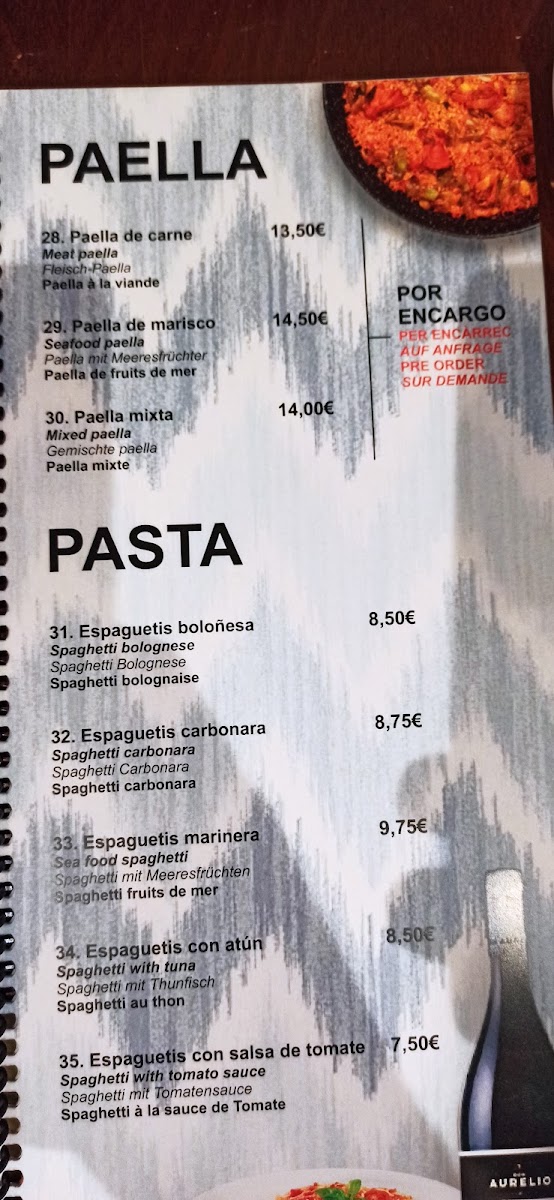 PAELLA
28. Paella de carne 13,50€
Meat paella
Fleisch-Paella
Paella à la viande
29. Paella de marisco 14,50€
Seafood paella
Paella mit Meeresfrüchter
Paella de fruits de mer
30. Paella mixta 14,00€
Mixed paella
Gemischte paella
Paella mixte
POR
ENCARGO
PER ENCÀRREC
AUF ANFRAGE
PRE ORDER
SUR DEMANDE
PASTA
31. Espaguetis boloñesa 8,50€
Spaghetti bolognese
Spaghetti Bolognese
Spaghetti bolognaise
32. Espaguetis carbonara 8,75€
Spaghetti carbonara
Spaghetti Carbonara
Spaghetti carbonara
33. Espaguetis marinera 9,75€
Sea food spaghetti
Spaghetti mit Meeresfrüchten
Spaghetti fruits de mer
34. Espaguetis con atún 8,50€
Spaghetti with tuna
Spaghetti mit Thunfisch
Spaghetti au thon
35. Espaguetis con salsa de tomate 7,50€
Spaghetti with tomato sauce
Spaghetti mit Tomatensauce
Spaghetti à la sauce de Tomate
AURELIO